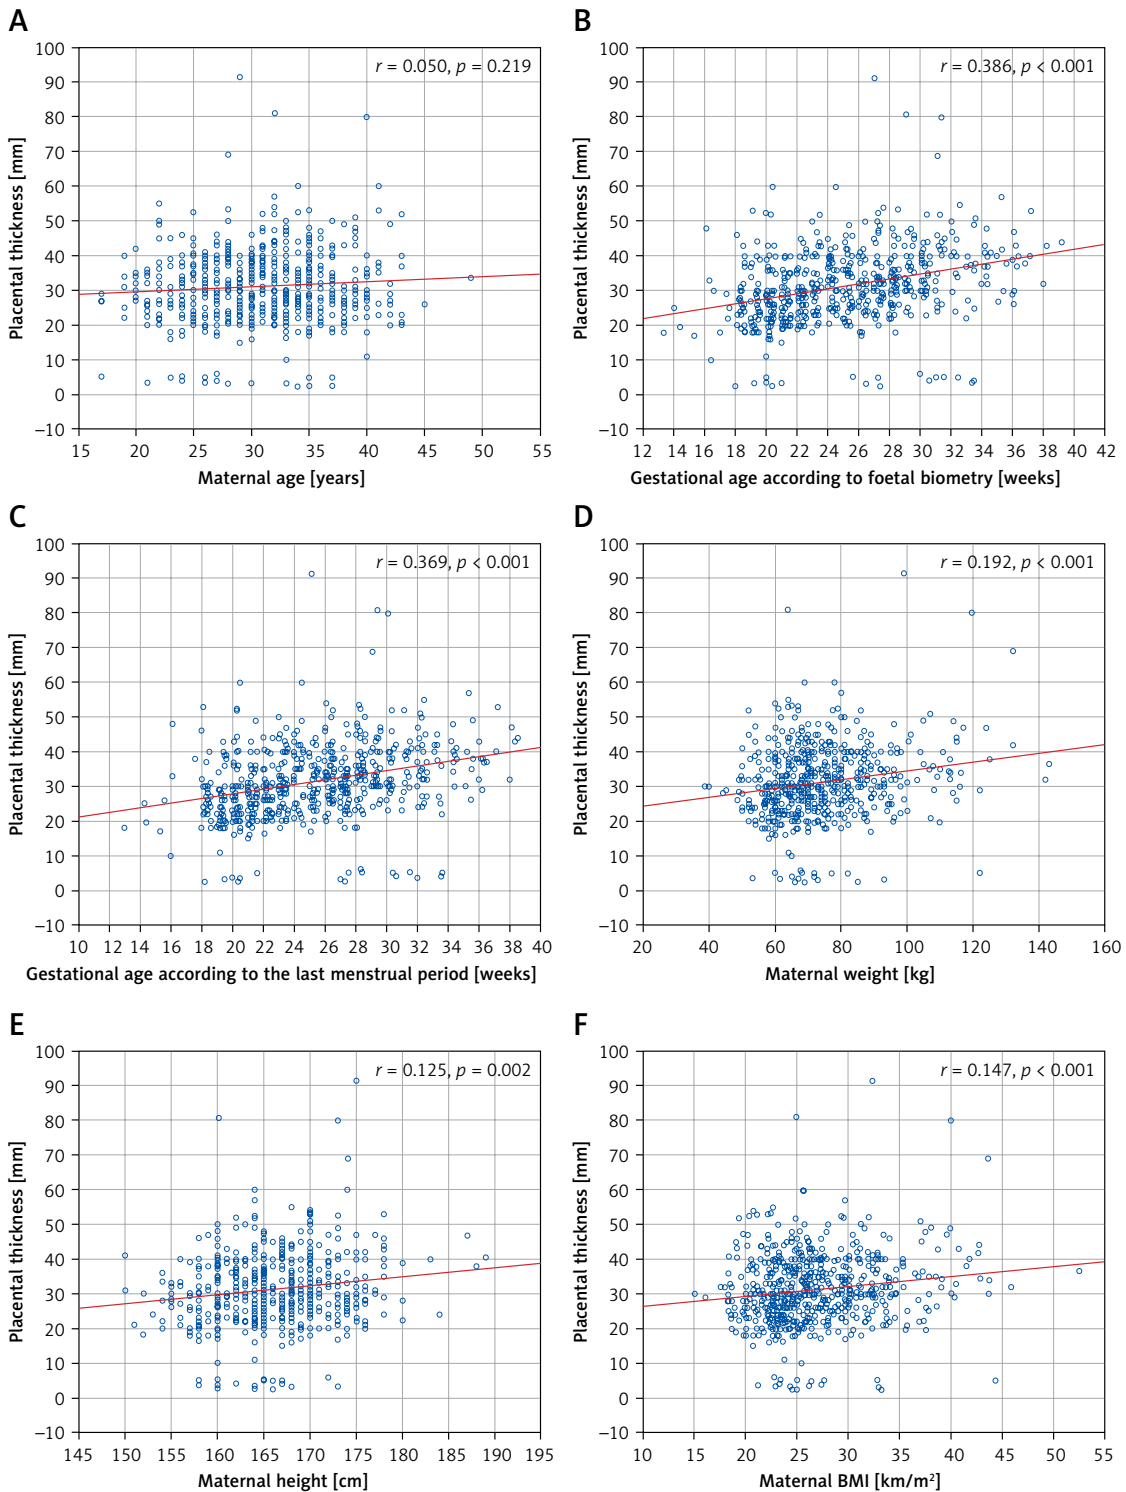 A
r = 0.050, p = 0.219
Placental thickness [mm]
100
90
80
70
60
50
40
30
20
10
0
–10
15 20 25 30 35 40 45 50 55
Maternal age [years]
B
r = 0.386, p < 0.001
Placental thickness [mm]
100
90
80
70
60
50
40
30
20
10
0
–10
12 14 16 18 20 22 24 26 28 30 32 34 36 38 40 42
Gestational age according to foetal biometry [weeks]
C
r = 0.369, p < 0.001
Placental thickness [mm]
100
90
80
70
60
50
40
30
20
10
0
–10
10 12 14 16 18 20 22 24 26 28 30 32 34 36 38 40
Gestational age according to the last menstrual period [weeks]
D
r = 0.192, p < 0.001
Placental thickness [mm]
100
90
80
70
60
50
40
30
20
10
0
–10
20 40 60 80 100 120 140 160
Maternal weight [kg]
E
r = 0.125, p = 0.002
Placental thickness [mm]
100
90
80
70
60
50
40
30
20
10
0
–10
145 150 155 160 165 170 175 180 185 190 195
Maternal height [cm]
F
r = 0.147, p < 0.001
Placental thickness [mm]
100
90
80
70
60
50
40
30
20
10
0
–10
10 20 25 30 35 40 45 50 55
Maternal BMI [km/m²]